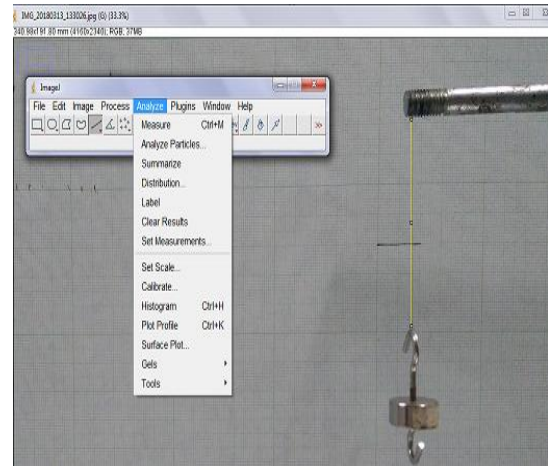 IMG_20180313_133026.jpg (G) (33.3%)
340.98x191.80 mm (4160x2340); RGB; 37MB
ImageJ
File Edit Image Process Analyze Plugins Window Help
Measure Ctrl+M
Analyze Particles...
Summarize
Distribution...
Label
Clear Results
Set Measurements...
Set Scale...
Calibrate...
Histogram Ctrl+H
Plot Profile Ctrl+K
Surface Plot...
Gels
Tools